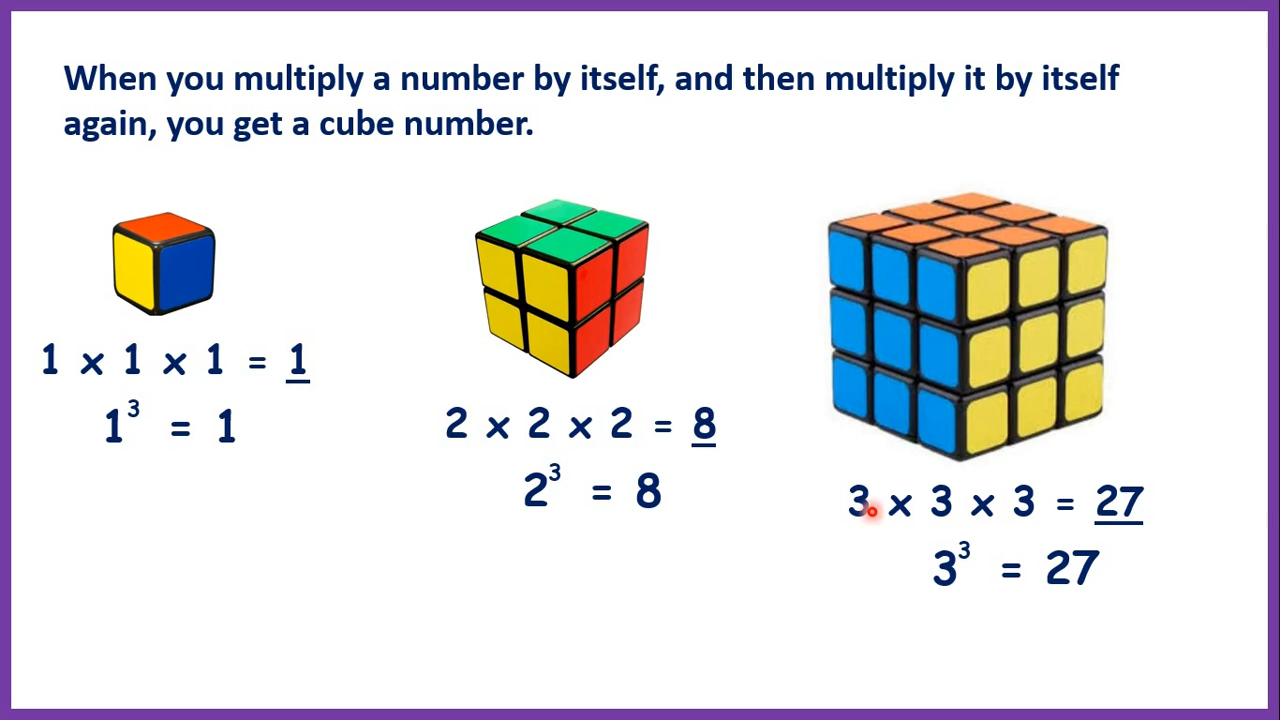 When you multiply a number by itself, and then multiply it by itself
again, you get a cube number.
1 x 1 x 1 = 1
1³ = 1
2 x 2 x 2 = 8
2³ = 8
3 x 3 x 3 = 27
3³ = 27